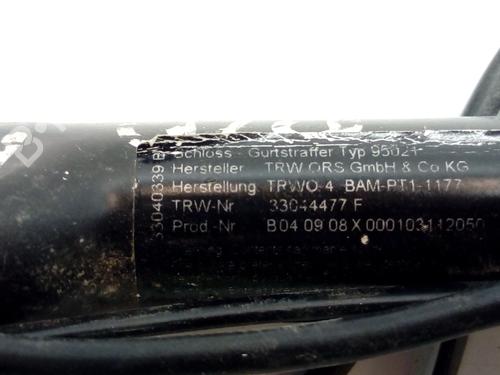 Schloss - Gurtstraffer Typ 95021
Hersteller TRW ORS GmbH & Co KG
Herstellung TRWO-4 BAM-PT1-1177
TRW-Nr 33044477 F
Prod.-Nr B04 09 08 X 000103112050
33040339